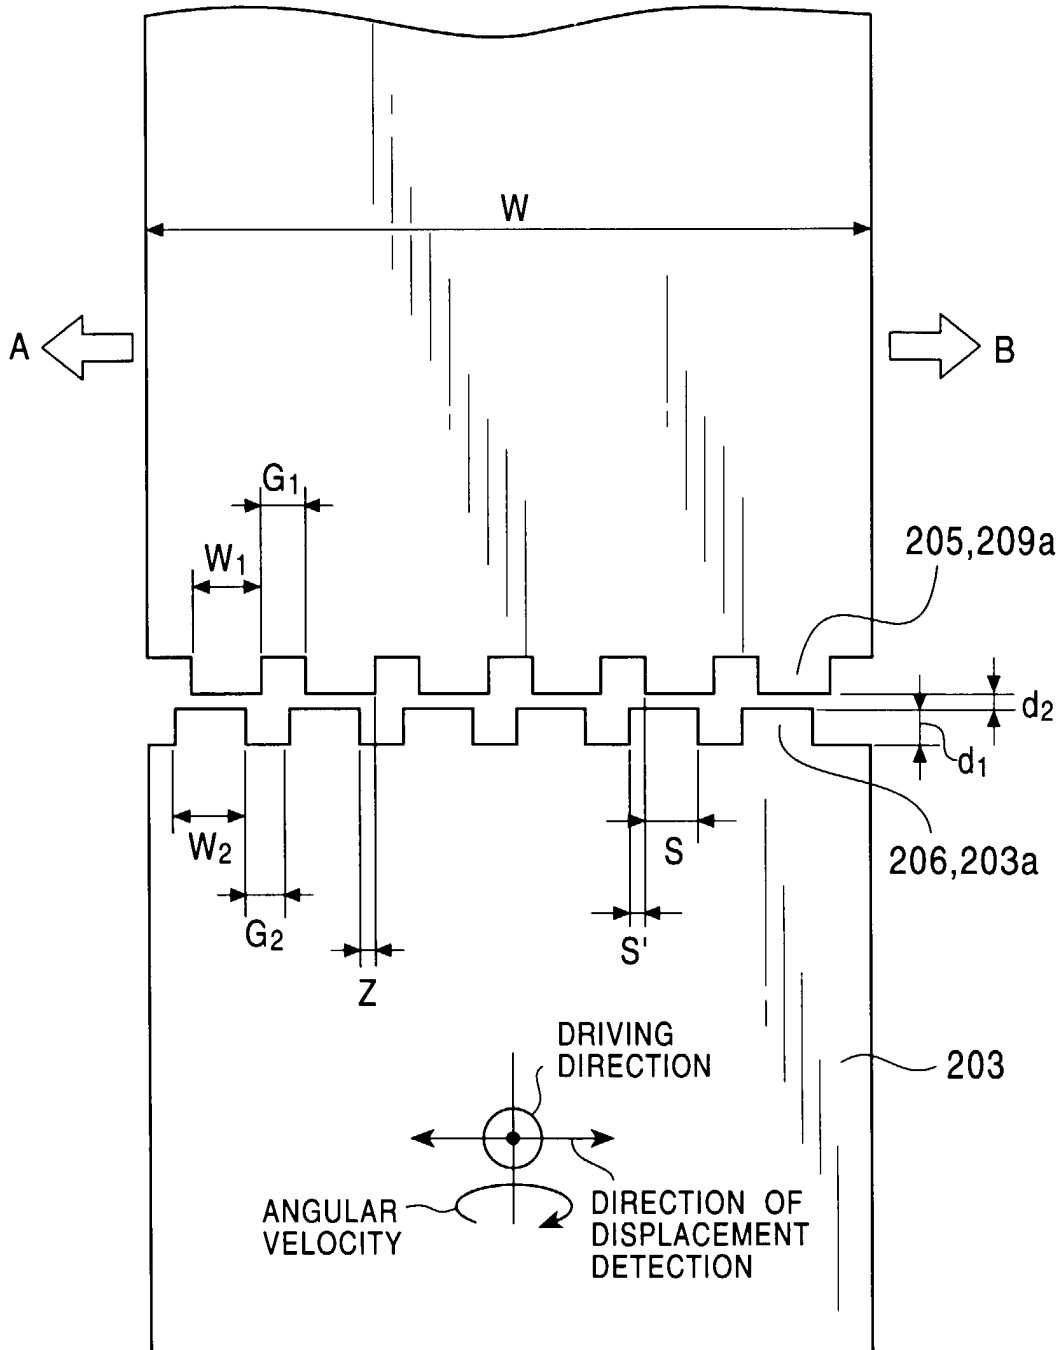 W
A
B
G1
W1
205,209a
d2
d1
W2
S
206,203a
G2
S'
Z
DRIVING
DIRECTION
203
ANGULAR
VELOCITY
DIRECTION OF
DISPLACEMENT
DETECTION